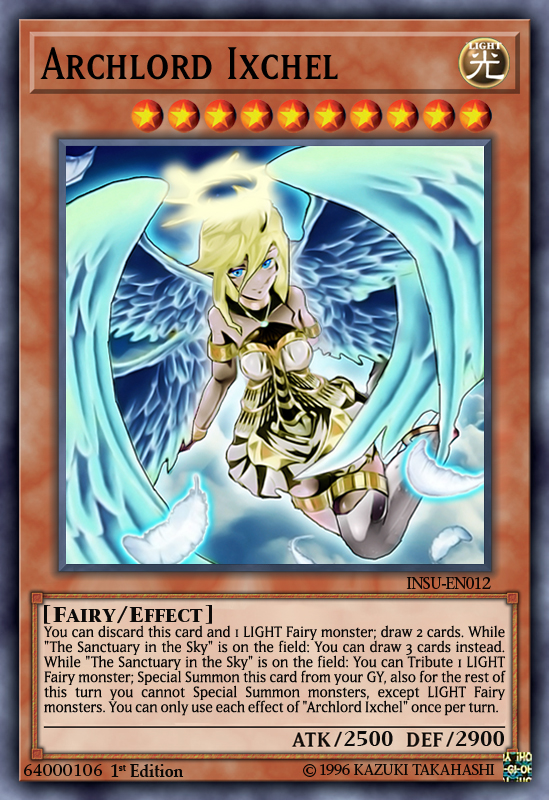 Archlord Ixchel
LIGHT
光
INSU-EN012
[Fairy/Effect]
You can discard this card and 1 LIGHT Fairy monster; draw 2 cards. While
"The Sanctuary in the Sky" is on the field: You can draw 3 cards instead.
While "The Sanctuary in the Sky" is on the field: You can Tribute 1 LIGHT
Fairy monster; Special Summon this card from your GY, also for the rest of
this turn you cannot Special Summon monsters, except LIGHT Fairy
monsters. You can only use each effect of "Archlord Ixchel" once per turn.
ATK/2500 DEF/2900
64000106 1st Edition ©1996 KAZUKI TAKAHASHI